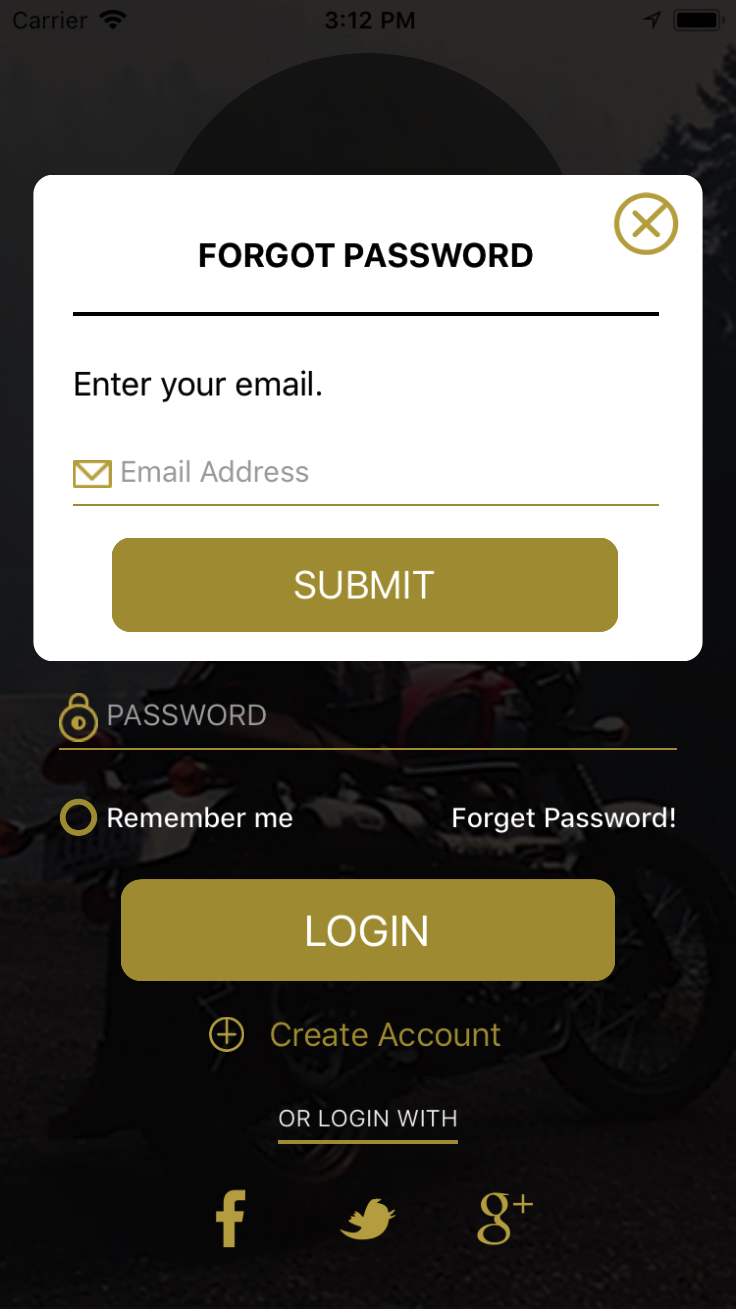 Carrier 3:12 PM
FORGOT PASSWORD
Enter your email.
Email Address
SUBMIT
PASSWORD
Remember me Forget Password!
LOGIN
Create Account
OR LOGIN WITH
f g+